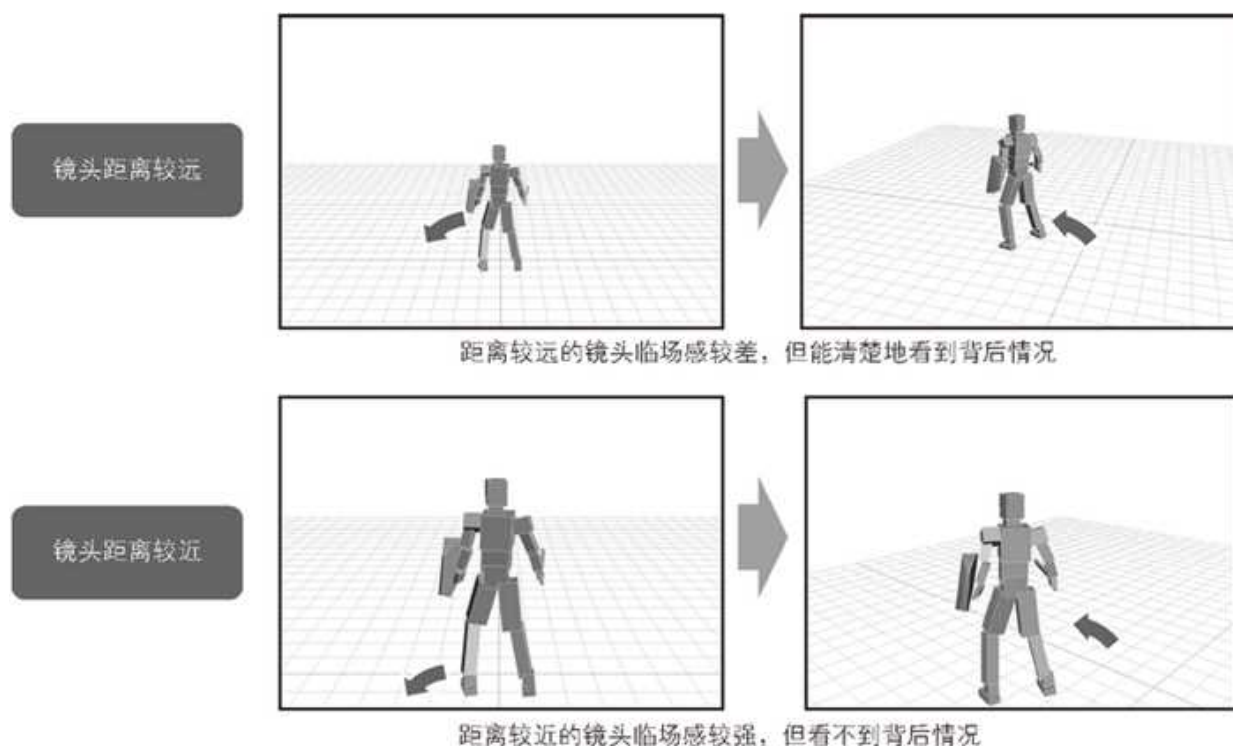 镜头距离较远
距离较远的镜头临场感较差，但能清楚地看到背后情况
镜头距离较近
距离较近的镜头临场感较强，但看不到背后情况